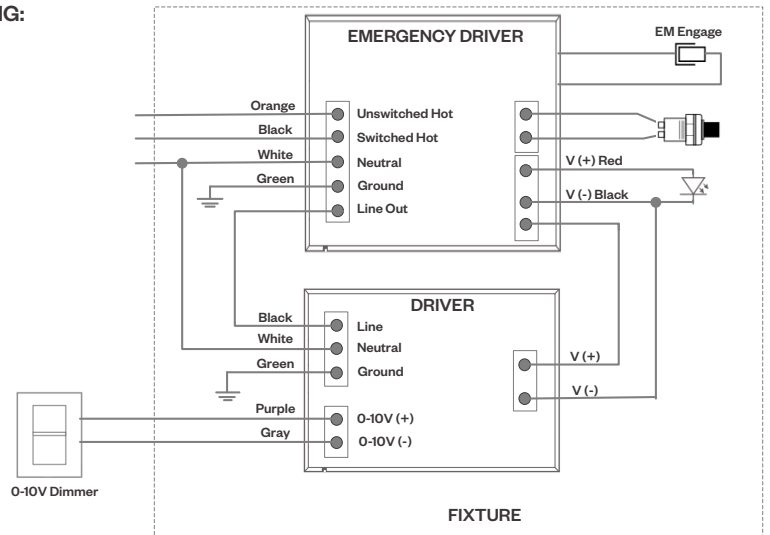 NG:
EMERGENCY DRIVER
EM Engage
Orange
Unswitched Hot
Black
Switched Hot
White
Neutral
V (+) Red
Green
Ground
V (-) Black
Line Out
DRIVER
Black
Line
White
Neutral
V (+)
Green
Ground
V (-)
Purple
0-10V (+)
Gray
0-10V (-)
0-10V Dimmer
FIXTURE